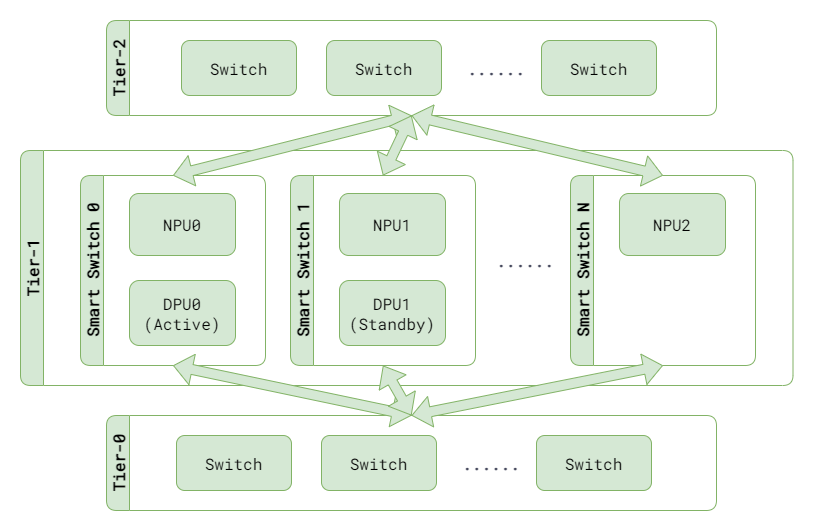 Tier-2
Switch
Switch
......
Switch
Tier-1
Smart Switch 0
NPU0
DPU0
(Active)
Smart Switch 1
NPU1
DPU1
(Standby)
......
Smart Switch N
NPU2
Tier-0
Switch
Switch
......
Switch